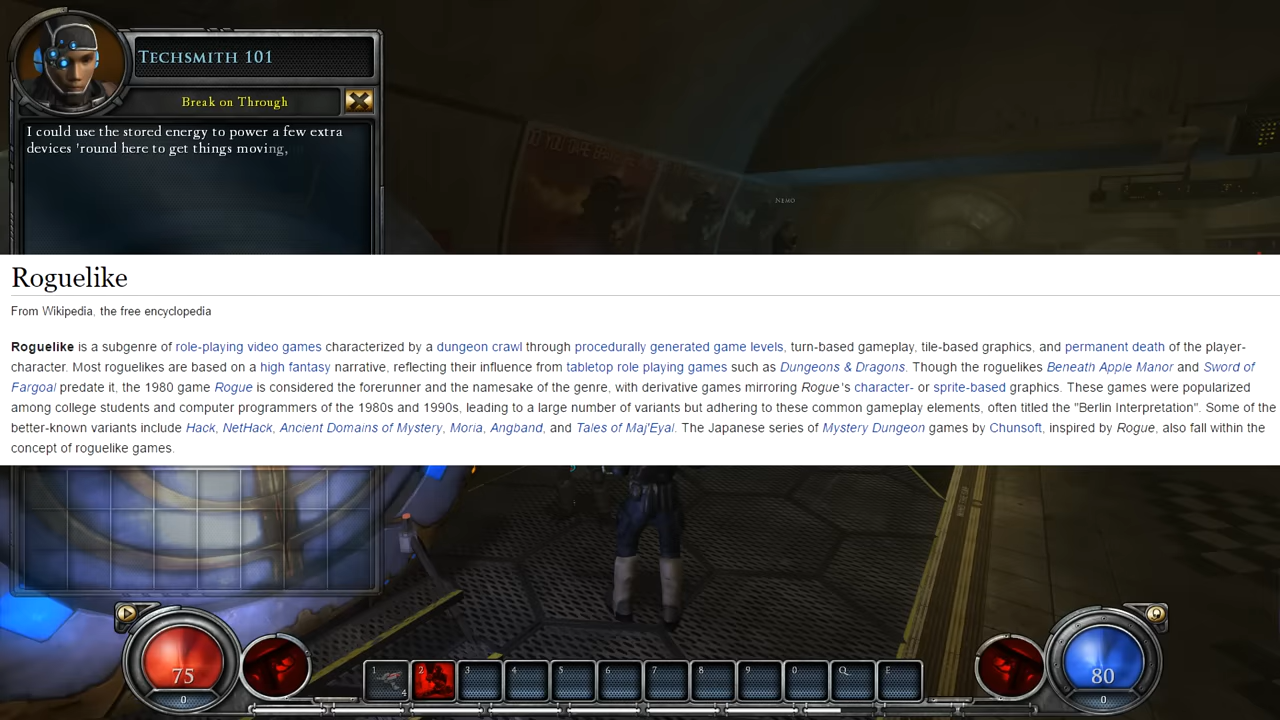 Techsmith 101
Break on Through
I could use the stored energy to power a few extra
devices 'round here to get things moving,
NEMO
Roguelike
From Wikipedia, the free encyclopedia
Roguelike is a subgenre of role-playing video games characterized by a dungeon crawl through procedurally generated game levels, turn-based gameplay, tile-based graphics, and permanent death of the player-
character. Most roguelikes are based on a high fantasy narrative, reflecting their influence from tabletop role playing games such as Dungeons & Dragons. Though the roguelikes Beneath Apple Manor and Sword of
Fargoal predate it, the 1980 game Rogue is considered the forerunner and the namesake of the genre, with derivative games mirroring Rogue's character- or sprite-based graphics. These games were popularized
among college students and computer programmers of the 1980s and 1990s, leading to a large number of variants but adhering to these common gameplay elements, often titled the "Berlin Interpretation". Some of the
better-known variants include Hack, NetHack, Ancient Domains of Mystery, Moria, Angband, and Tales of Maj'Eyal. The Japanese series of Mystery Dungeon games by Chunsoft, inspired by Rogue, also fall within the
concept of roguelike games.
75
0
1 2 3 4 5 6 7 8 9 0 Q E
4
80
0